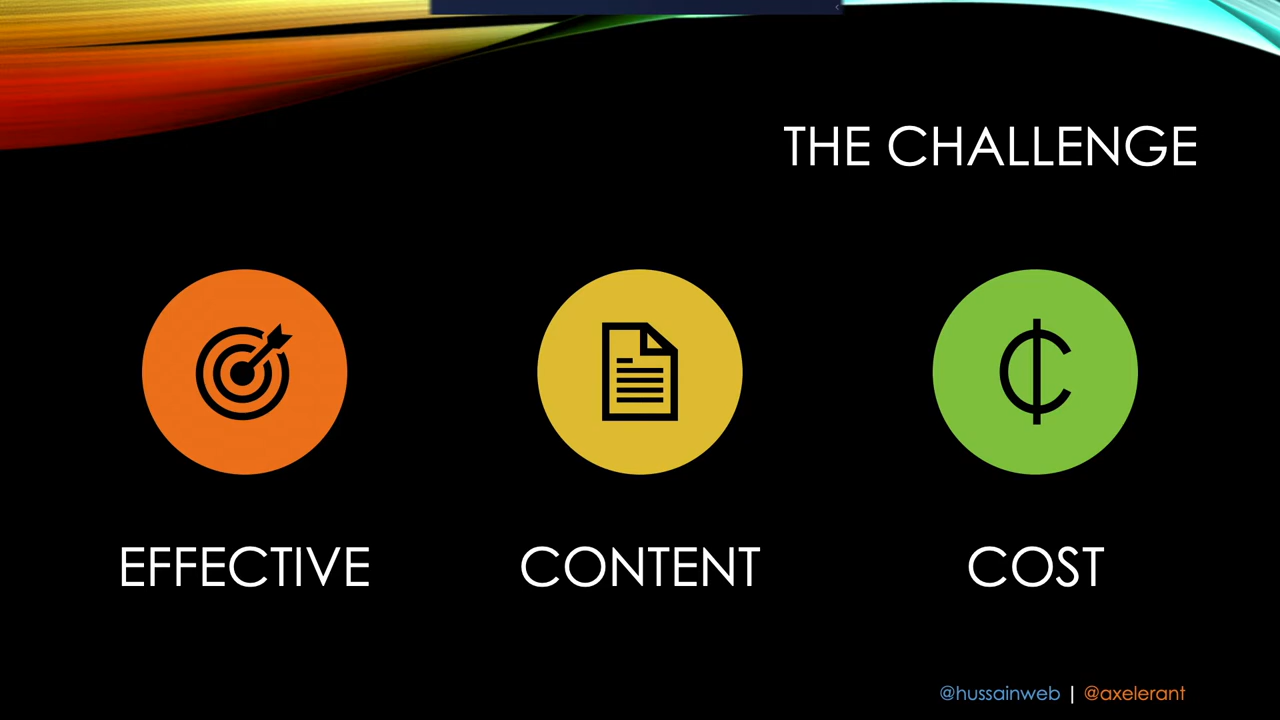 THE CHALLENGE
EFFECTIVE
CONTENT
COST
@hussainweb | @axelerant